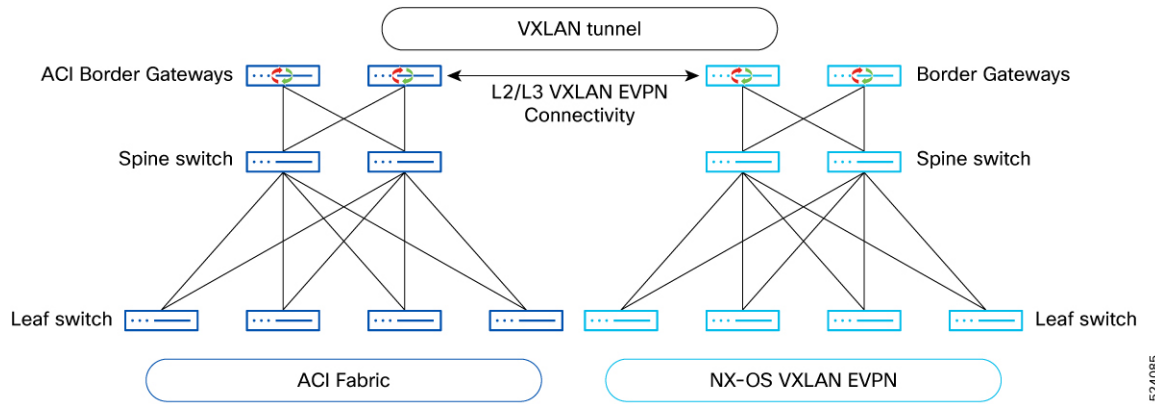 VXLAN tunnel
ACI Border Gateways
L2/L3 VXLAN EVPN
Connectivity
Border Gateways
Spine switch
Spine switch
Leaf switch
Leaf switch
ACI Fabric
NX-OS VXLAN EVPN
524085